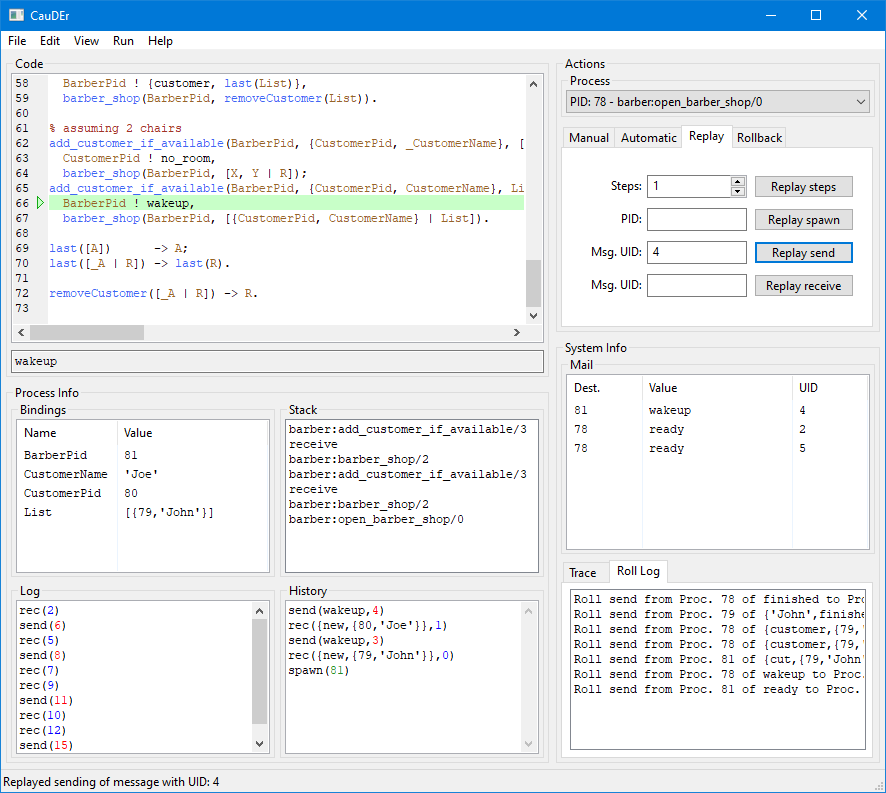 CauDEr
File Edit View Run Help
Code
58 BarberPid ! {customer, last(List)},
59 barber_shop(BarberPid, removeCustomer(List)).
60
61 % assuming 2 chairs
62 add_customer_if_available(BarberPid, {CustomerPid, _CustomerName}, [
63 CustomerPid ! no_room,
64 barber_shop(BarberPid, [X, Y | R]);
65 add_customer_if_available(BarberPid, {CustomerPid, CustomerName}, Li
66 BarberPid ! wakeup,
67 barber_shop(BarberPid, [{CustomerPid, CustomerName} | List]).
68
69 last([A]) -> A;
70 last([_A | R]) -> last(R).
71
72 removeCustomer([_A | R]) -> R.
73
wakeup
Actions
Process
PID: 78 - barber:open_barber_shop/0
Manual Automatic Replay Rollback
Steps: 1 Replay steps
PID: Replay spawn
Msg. UID: 4 Replay send
Msg. UID: Replay receive
Process Info
Bindings
Name Value
BarberPid 81
CustomerName 'Joe'
CustomerPid 80
List [{79,'John'}]
Stack
barber:add_customer_if_available/3
receive
barber:barber_shop/2
barber:add_customer_if_available/3
receive
barber:barber_shop/2
barber:open_barber_shop/0
Log
rec(2)
send(6)
rec(5)
send(8)
rec(7)
rec(9)
send(11)
rec(10)
rec(12)
send(15)
History
send(wakeup,4)
rec({new,{80,'Joe'}},1)
send(wakeup,3)
rec({new,{79,'John'}},0)
spawn(81)
System Info
Mail
Dest. Value UID
81 wakeup 4
78 ready 2
78 ready 5
Trace Roll Log
Roll send from Proc. 78 of finished to Pro
Roll send from Proc. 79 of {'John',finishe
Roll send from Proc. 78 of {customer,{79,'
Roll send from Proc. 78 of {customer,{79,'
Roll send from Proc. 81 of {cut,{79,'John'
Roll send from Proc. 78 of wakeup to Proc.
Roll send from Proc. 81 of ready to Proc.
Replayed sending of message with UID: 4